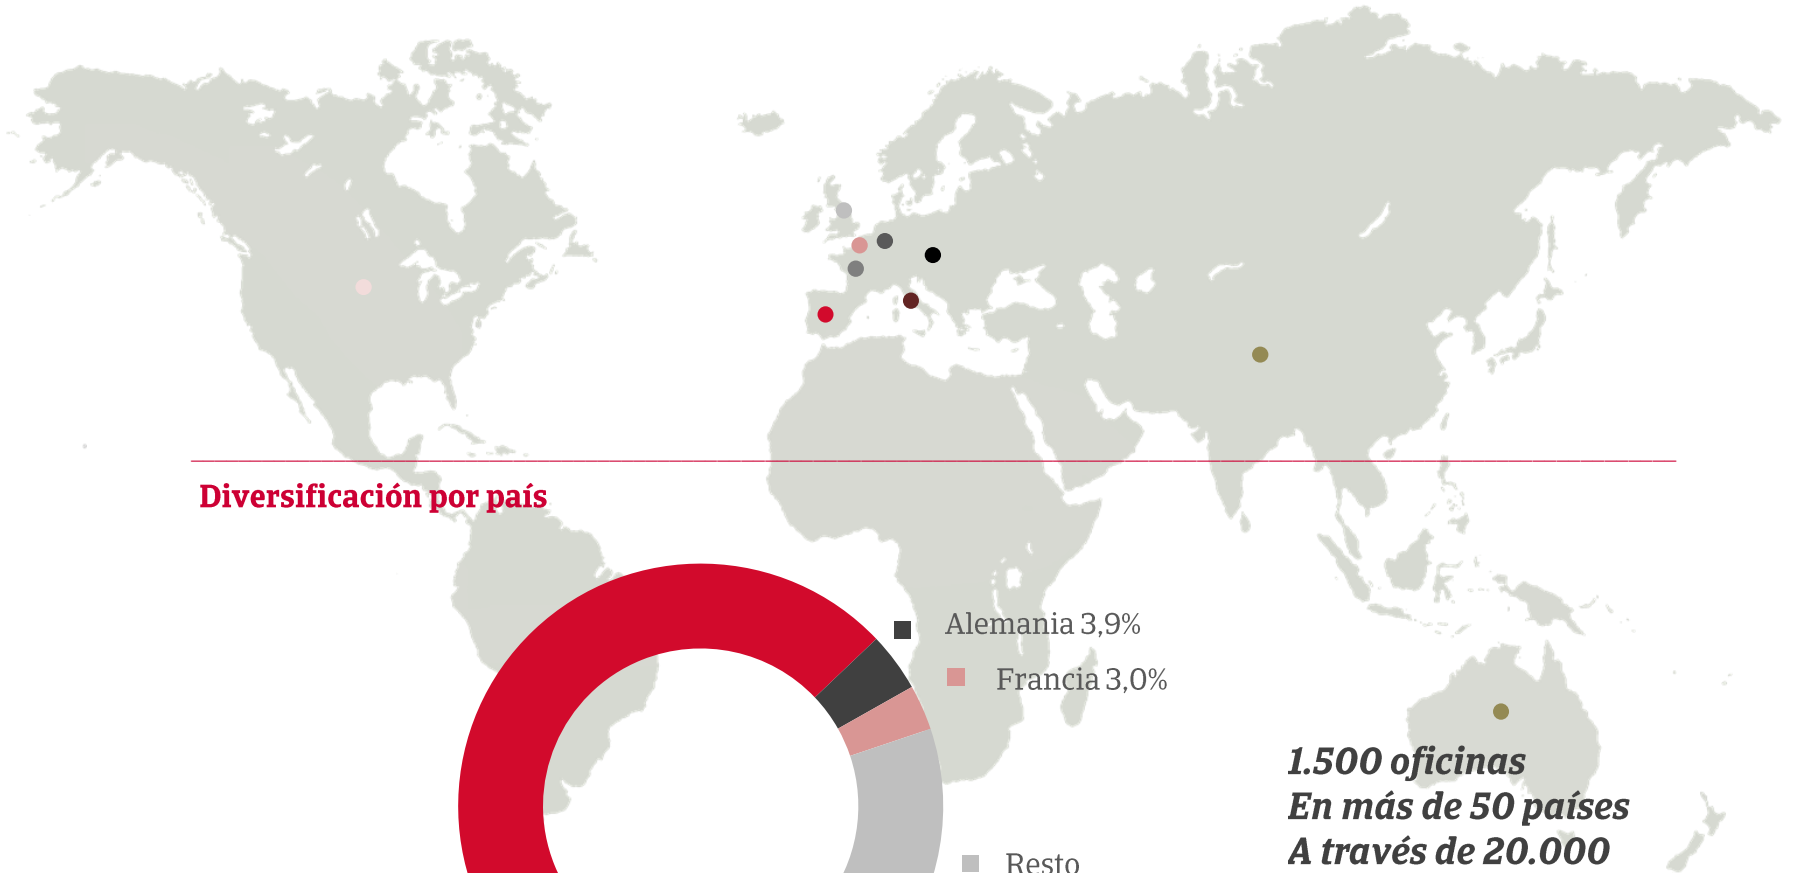 Diversificación por país
Alemania 3,9%
Francia 3,0%
1.500 oficinas
En más de 50 países
A través de 20.000
Resto